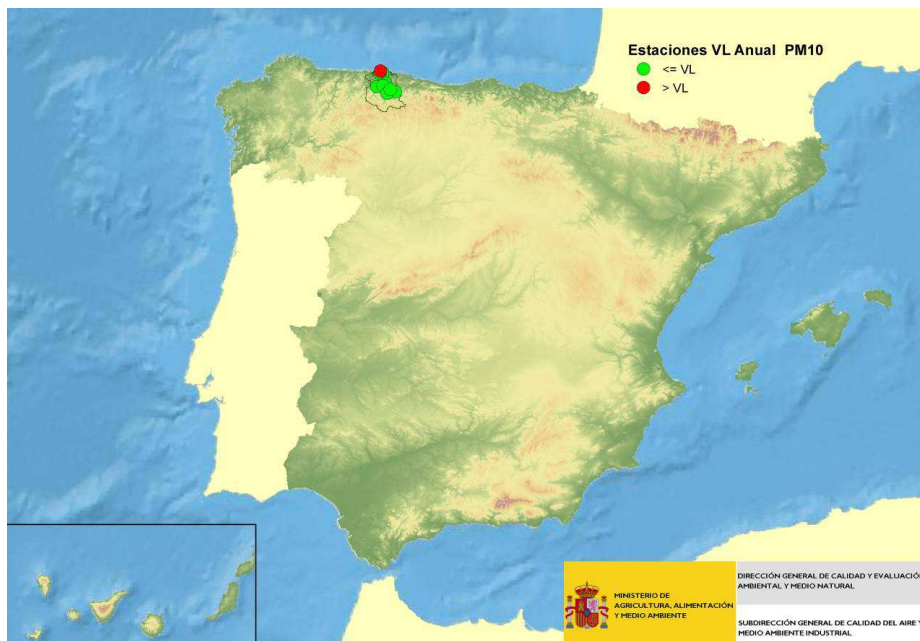 Estaciones VL Anual PM10
<= VL
> VL
MINISTERIO DE
AGRICULTURA, ALIMENTACIÓN
Y MEDIO AMBIENTE
DIRECCIÓN GENERAL DE CALIDAD Y EVALUACIÓ
AMBIENTAL Y MEDIO NATURAL
SUBDIRECCIÓN GENERAL DE CALIDAD DEL AIRE Y
MEDIO AMBIENTE INDUSTRIAL